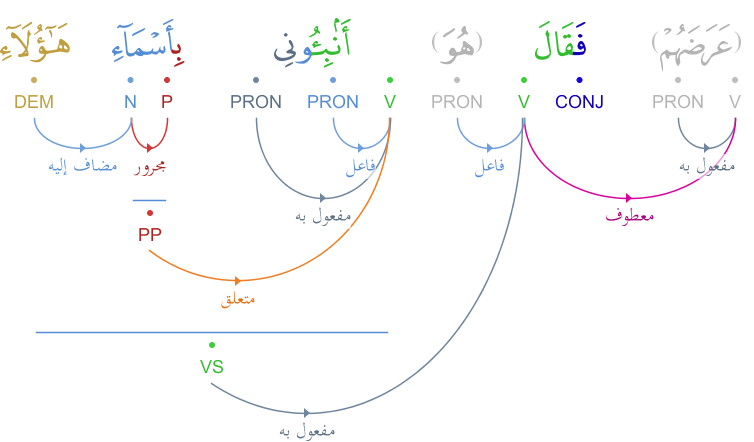 (عَرَضَهُمْ) فَقَالَ (هُوَ) أَنۢبِـُٔونِى بِأَسْمَآءِ هَـٰٓؤُلَآءِ
V PRON CONJ V PRON V PRON PRON P N DEM
مفعول به فاعل فاعل مجرور مضاف إليه
معطوف مفعول به
PP
متعلق
VS
مفعول به